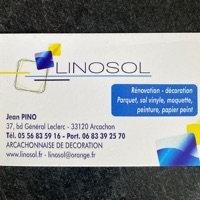 LINOSOL
Rénovation - décoration
Parquet, sol vinyle, moquette,
peinture, papier peint
Jean PINO
37, bd Général Leclerc - 33120 Arcachon
Tél. 05 56 83 59 16 - Port. 06 83 39 25 70
ARCACHONNAISE DE DECORATION
www.linosol.fr - linosol@orange.fr